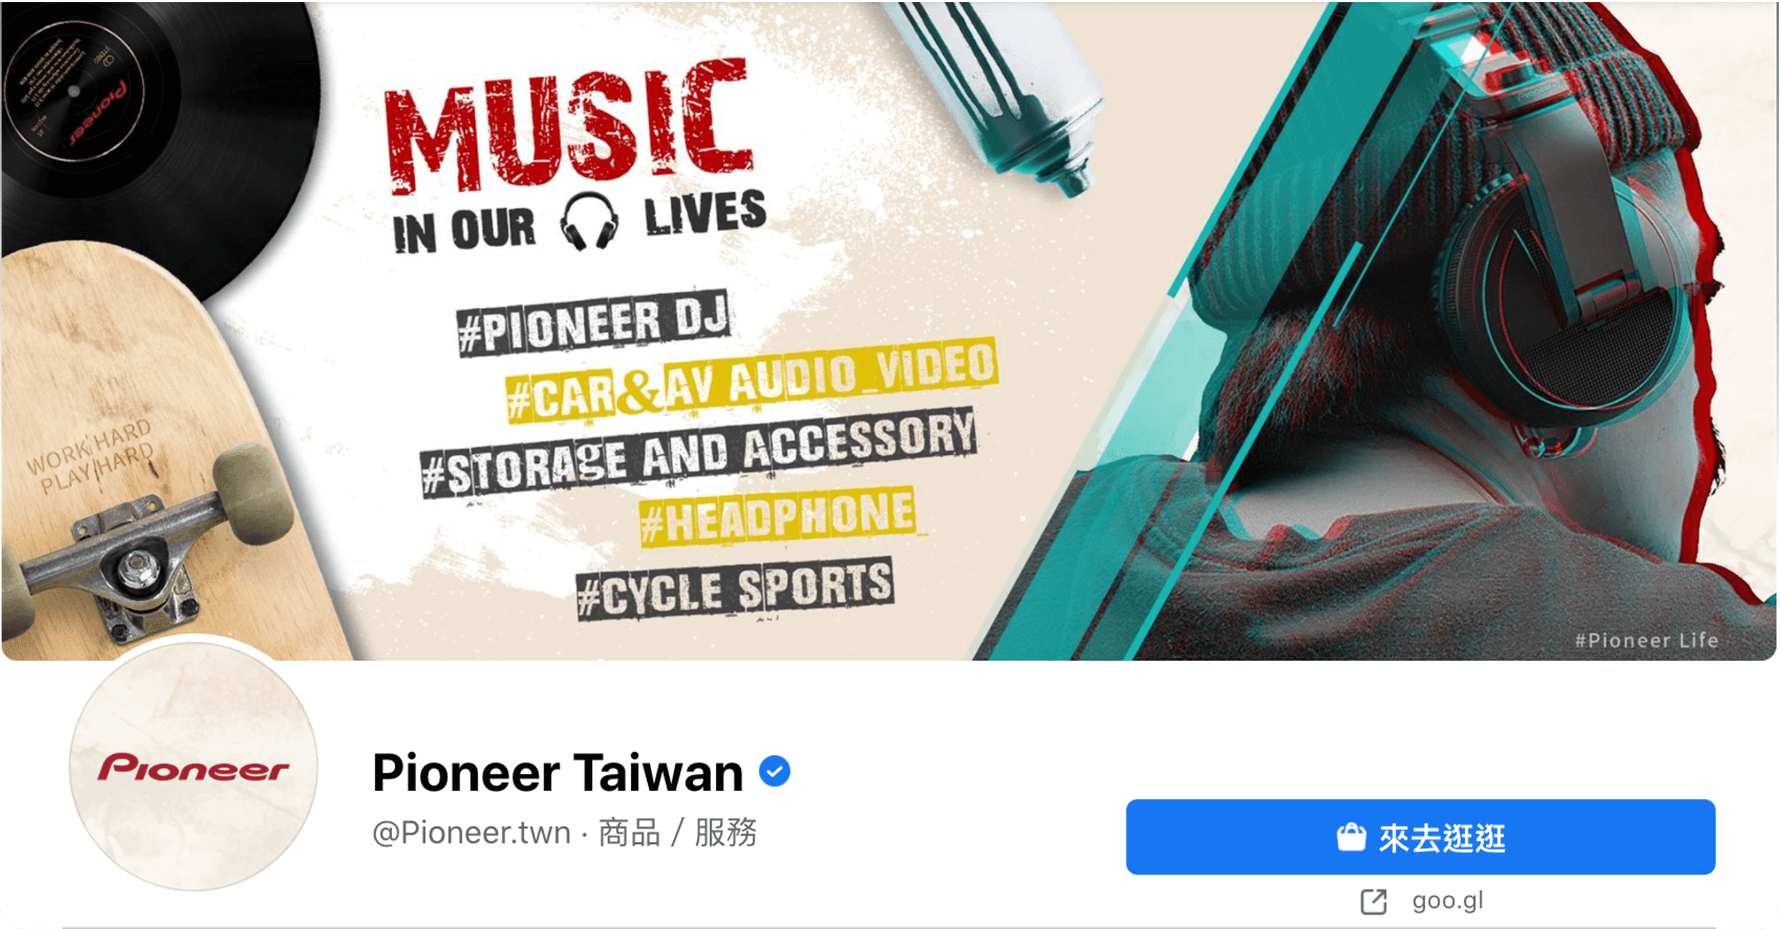 Pioneer
MUSIC
IN OUR LIVES
#PIONEER DJ
#CAR&AV AUDIO_VIDEO
#STORAGE AND ACCESSORY
#HEADPHONE
#CYCLE SPORTS
WORK HARD
PLAY HARD
#Pioneer Life
Pioneer
Pioneer Taiwan
@Pioneer.twn · 商品 / 服務
來去逛逛
goo.gl